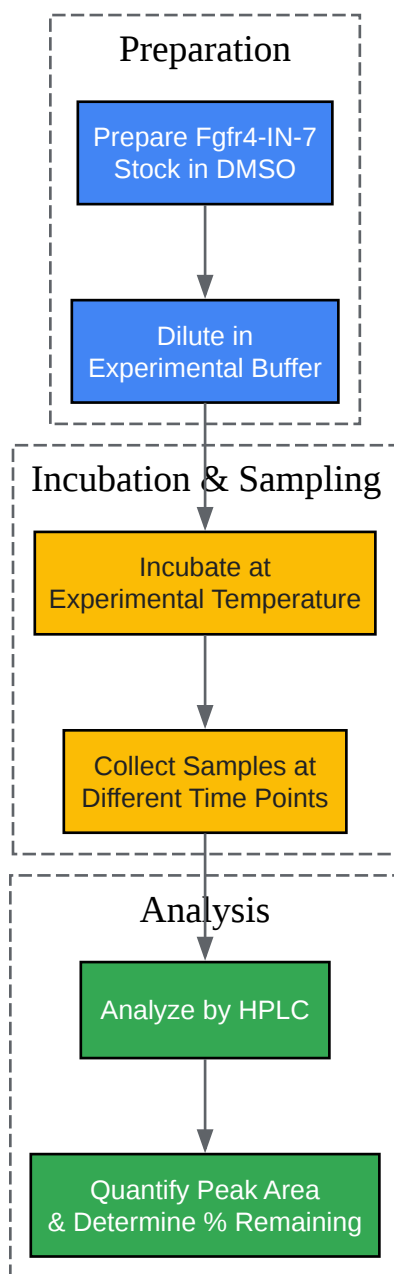 Preparation
Prepare Fgfr4-IN-7
Stock in DMSO
Dilute in
Experimental Buffer
Incubation & Sampling
Incubate at
Experimental Temperature
Collect Samples at
Different Time Points
Analysis
Analyze by HPLC
Quantify Peak Area
& Determine % Remaining